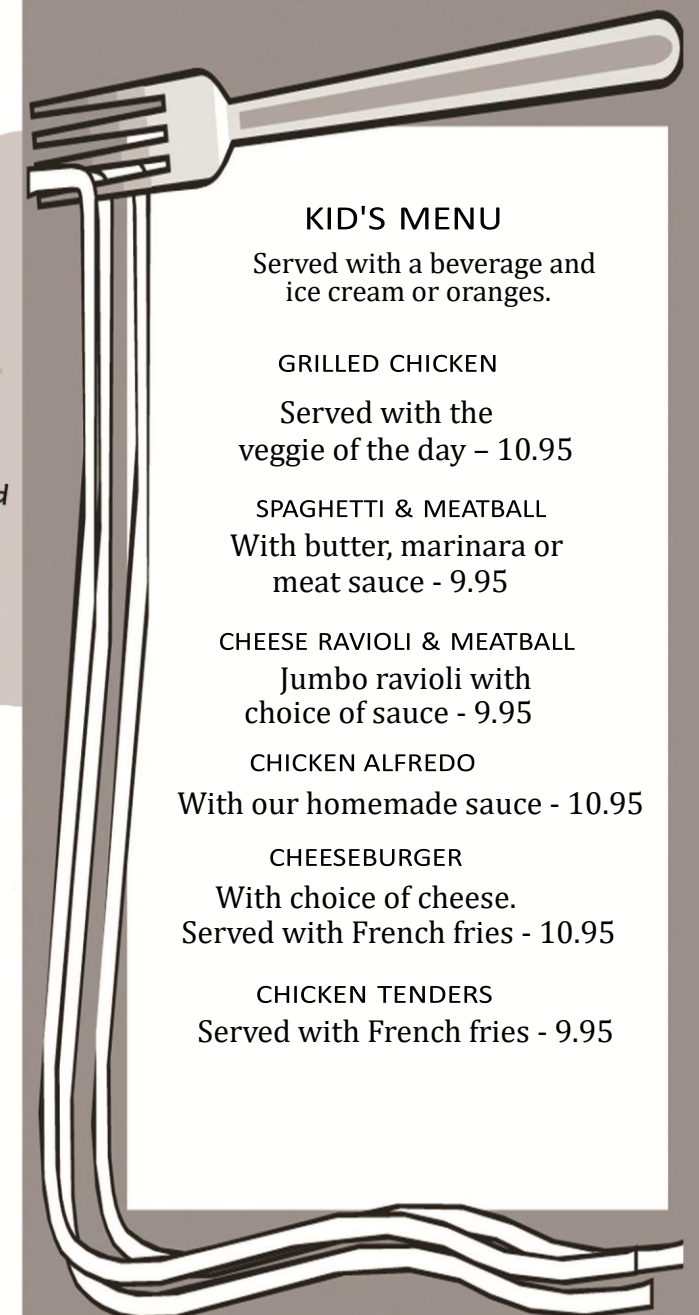 KID'S MENU
Served with a beverage and
ice cream or oranges.
GRILLED CHICKEN
Served with the
veggie of the day – 10.95
SPAGHETTI & MEATBALL
With butter, marinara or
meat sauce - 9.95
CHEESE RAVIOLI & MEATBALL
Jumbo ravioli with
choice of sauce - 9.95
CHICKEN ALFREDO
With our homemade sauce - 10.95
CHEESEBURGER
With choice of cheese.
Served with French fries - 10.95
CHICKEN TENDERS
Served with French fries - 9.95